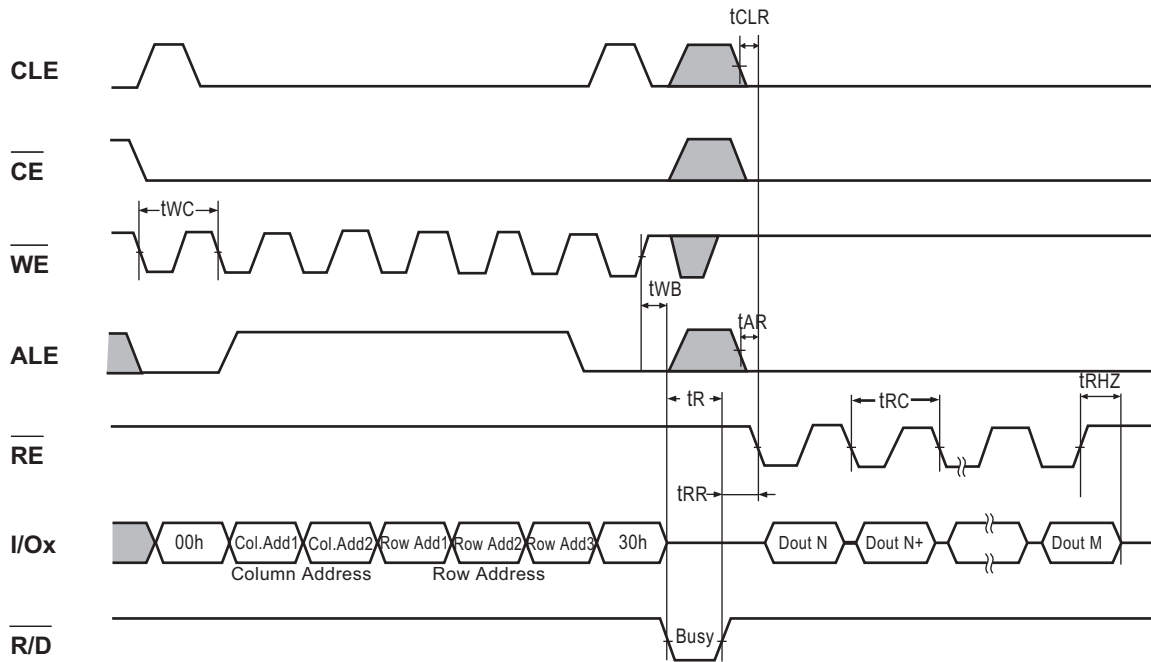 tCLR
CLE
CE
tWC
WE
tWB
tAR
ALE
tR
tRC
tRHZ
RE
tRR
I/Ox
00h
Col.Add1
Col.Add2
Row Add1
Row Add2
Row Add3
30h
Dout N
Dout N+
Dout M
Column Address
Row Address
R/D
Busy